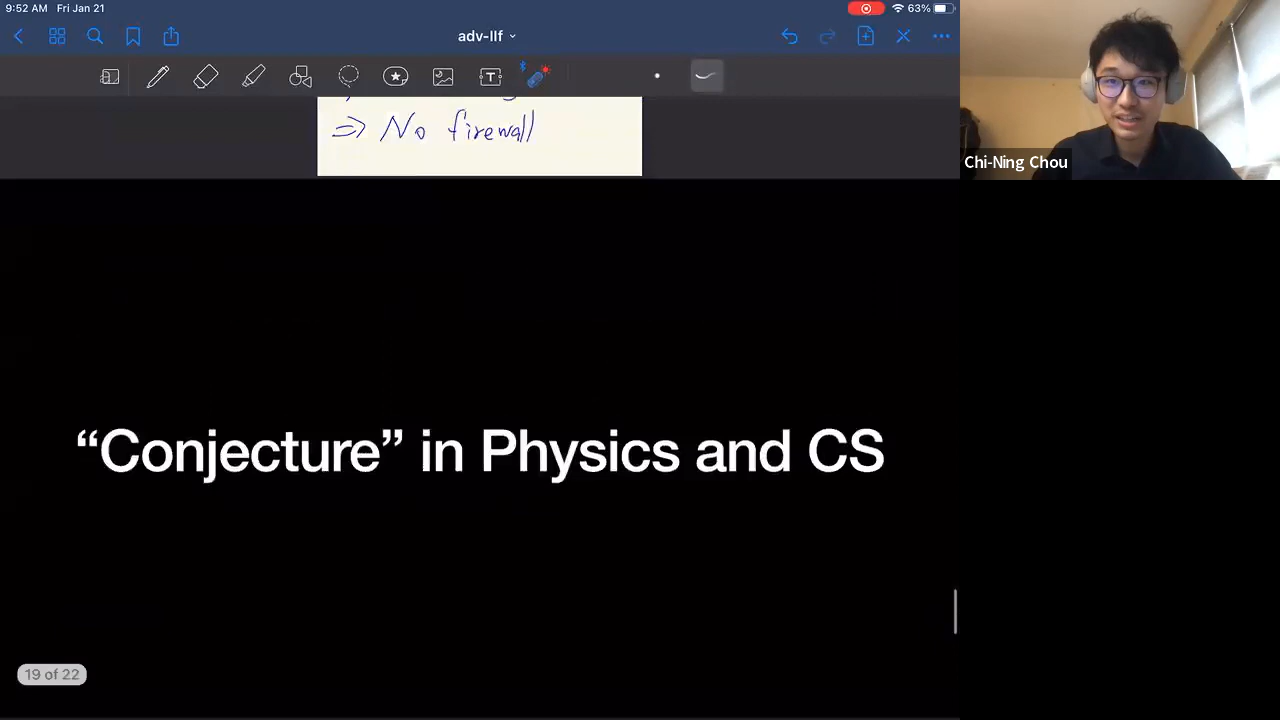 9:52 AM Fri Jan 21
63%
adv-IIf
⇒ No firewall
Chi-Ning Chou
“Conjecture” in Physics and CS
19 of 22